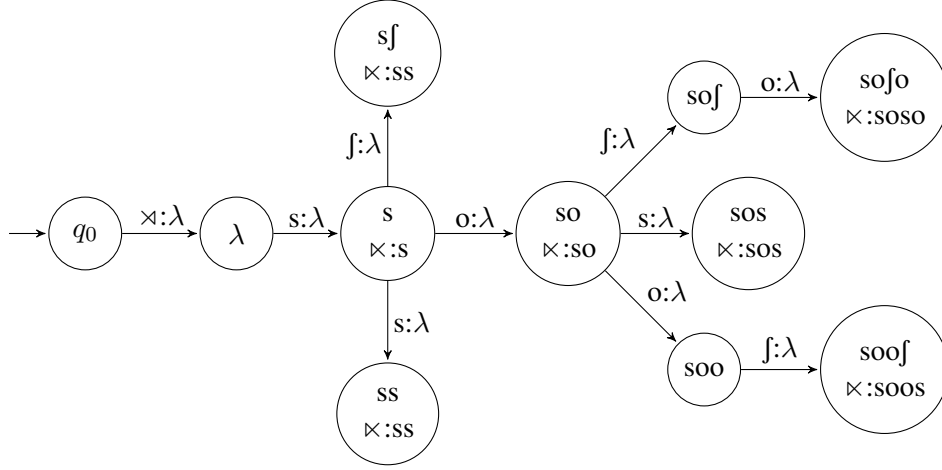 sʃ
⋉:ss
ʃ:λ
q0
⋊:λ
λ
s:λ
s
⋉:s
o:λ
so
⋉:so
ʃ:λ
soʃ
o:λ
soʃo
⋉:soso
s:λ
sos
⋉:sos
o:λ
soo
ʃ:λ
sooʃ
⋉:soos
s:λ
ss
⋉:ss